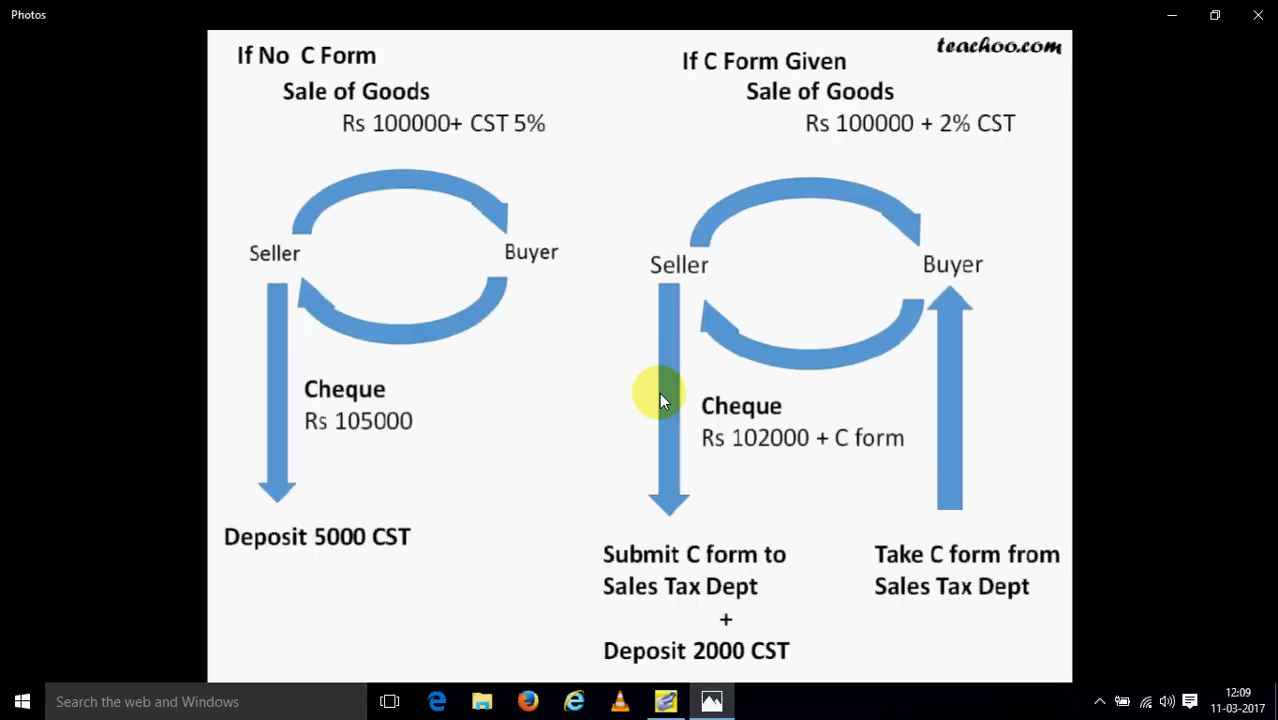 Photos
teachoo.com
If No C Form
Sale of Goods
Rs 100000+ CST 5%
Seller
Buyer
Cheque
Rs 105000
Deposit 5000 CST
If C Form Given
Sale of Goods
Rs 100000 + 2% CST
Seller
Buyer
Cheque
Rs 102000 + C form
Submit C form to
Sales Tax Dept
+
Deposit 2000 CST
Take C form from
Sales Tax Dept
Search the web and Windows
12:09
11-03-2017